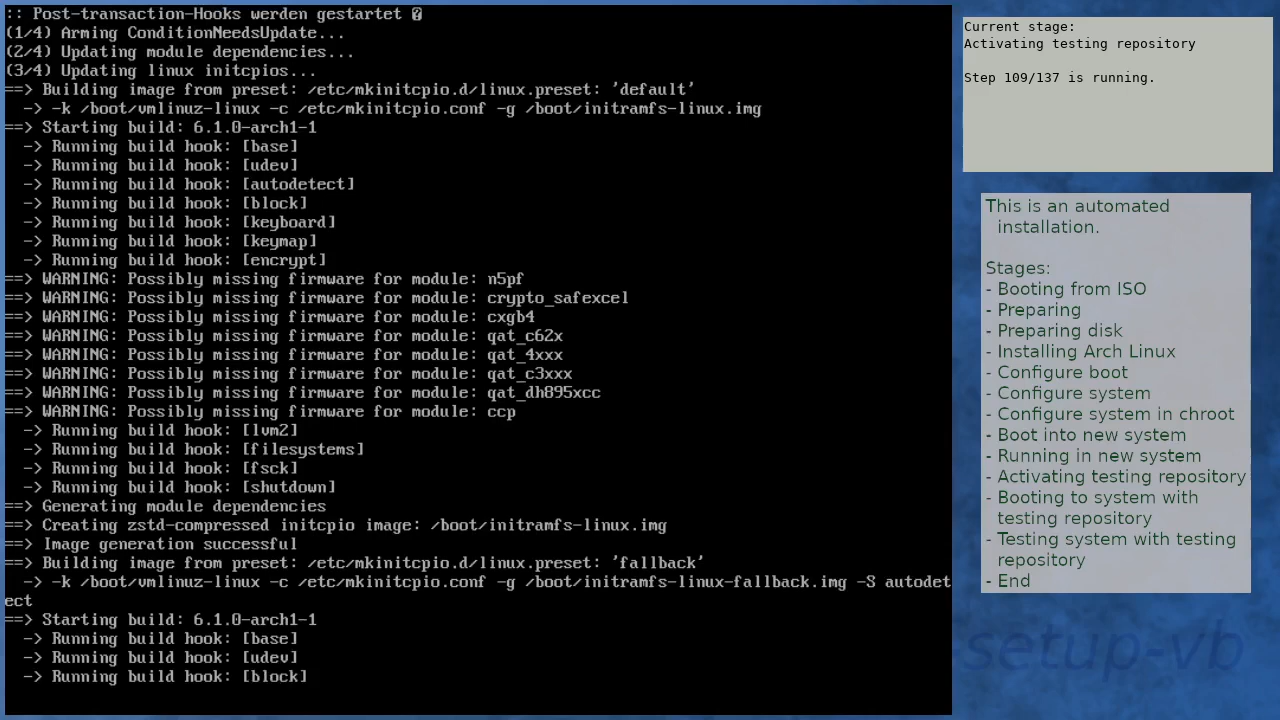 :: Post-transaction-Hooks werden gestartet �
(1/4) Arming ConditionNeedsUpdate...
(2/4) Updating module dependencies...
(3/4) Updating linux initcpios...
==> Building image from preset: /etc/mkinitcpio.d/linux.preset: 'default'
  -> -k /boot/vmlinuz-linux -c /etc/mkinitcpio.conf -g /boot/initramfs-linux.img
==> Starting build: 6.1.0-arch1-1
  -> Running build hook: [base]
  -> Running build hook: [udev]
  -> Running build hook: [autodetect]
  -> Running build hook: [block]
  -> Running build hook: [keyboard]
  -> Running build hook: [keymap]
  -> Running build hook: [encrypt]
==> WARNING: Possibly missing firmware for module: n5pf
==> WARNING: Possibly missing firmware for module: crypto_safexcel
==> WARNING: Possibly missing firmware for module: cxgb4
==> WARNING: Possibly missing firmware for module: qat_c62x
==> WARNING: Possibly missing firmware for module: qat_4xxx
==> WARNING: Possibly missing firmware for module: qat_c3xxx
==> WARNING: Possibly missing firmware for module: qat_dh895xcc
==> WARNING: Possibly missing firmware for module: ccp
  -> Running build hook: [lvm2]
  -> Running build hook: [filesystems]
  -> Running build hook: [fsck]
  -> Running build hook: [shutdown]
==> Generating module dependencies
==> Creating zstd-compressed initcpio image: /boot/initramfs-linux.img
==> Image generation successful
==> Building image from preset: /etc/mkinitcpio.d/linux.preset: 'fallback'
  -> -k /boot/vmlinuz-linux -c /etc/mkinitcpio.conf -g /boot/initramfs-linux-fallback.img -S autodet
ect
==> Starting build: 6.1.0-arch1-1
  -> Running build hook: [base]
  -> Running build hook: [udev]
  -> Running build hook: [block]
Current stage:
Activating testing repository
Step 109/137 is running.
This is an automated
installation.
Stages:
- Booting from ISO
- Preparing
- Preparing disk
- Installing Arch Linux
- Configure boot
- Configure system
- Configure system in chroot
- Boot into new system
- Running in new system
- Activating testing repository
- Booting to system with
testing repository
- Testing system with testing
repository
- End
-setup-vb